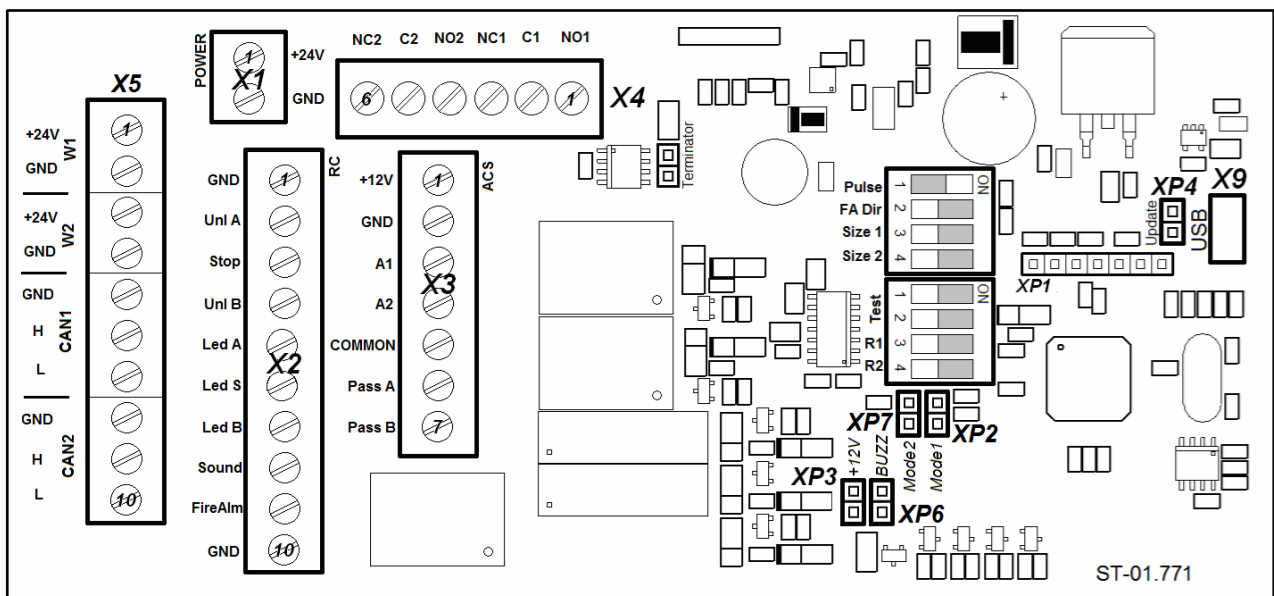 X5
+24V
GND
W1
+24V
GND
W2
GND
H
L
CAN1
GND
H
L
CAN2
1
10
POWER
X1
1
+24V
GND
NC2 C2 NO2 NC1 C1 NO1
6
1
X4
RC
X2
GND
1
UnI A
Stop
UnI B
Led A
Led S
Led B
Sound
FireAlm
GND
10
ACS
X3
+12V
1
GND
A1
A2
COMMON
Pass A
Pass B
7
Terminator
+
Pulse 1 ON
FA Dir 2
Size 1 3
Size 2 4
Test
1 ON
2
R1 3
R2 4
XP4
Update
X9
USB
XP1
XP7
Mode2
Mode1
XP2
XP3
+12V
BUZZ
XP6
ST-01.771